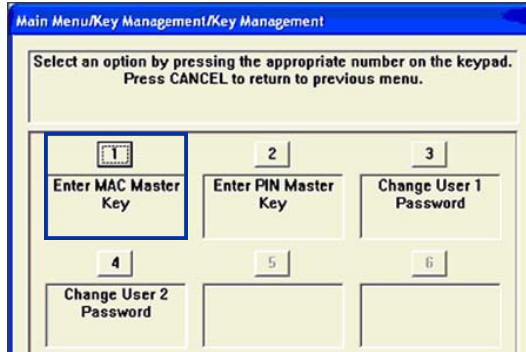 Main Menu/Key Management/Key Management
Select an option by pressing the appropriate number on the keypad.
Press CANCEL to return to previous menu.
1
2
3
Enter MAC Master
Key
Enter PIN Master
Key
Change User 1
Password
4
5
6
Change User 2
Password